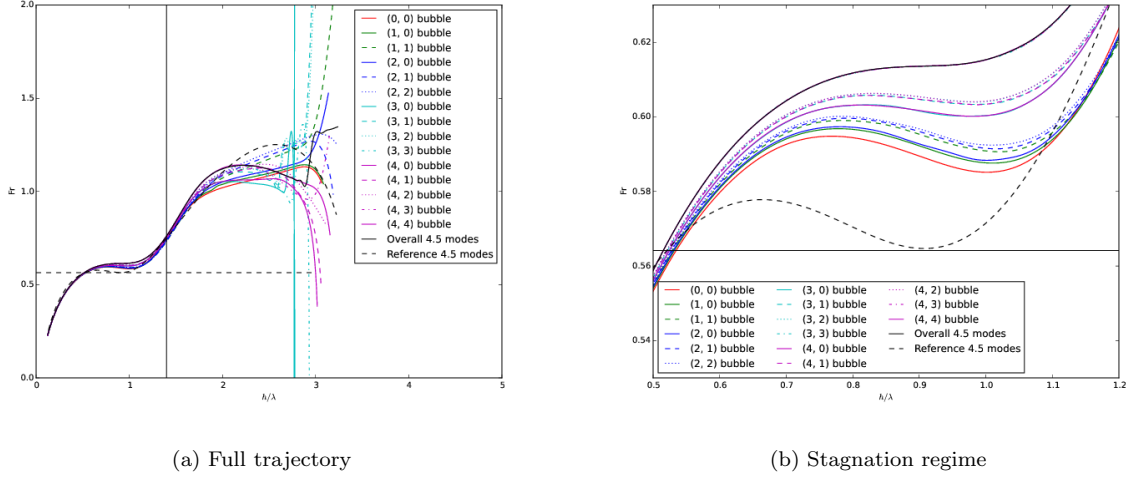 2.0
1.5
1.0
0.5
0.0
Fr
0
1
2
3
4
5
h/λ
(0, 0) bubble
(1, 0) bubble
(1, 1) bubble
(2, 0) bubble
(2, 1) bubble
(2, 2) bubble
(3, 0) bubble
(3, 1) bubble
(3, 2) bubble
(3, 3) bubble
(4, 0) bubble
(4, 1) bubble
(4, 2) bubble
(4, 3) bubble
(4, 4) bubble
Overall 4.5 modes
Reference 4.5 modes
(a) Full trajectory
0.62
0.60
0.58
0.56
0.54
Fr
0.5
0.6
0.7
0.8
0.9
1.0
1.1
1.2
h/λ
(0, 0) bubble
(1, 0) bubble
(1, 1) bubble
(2, 0) bubble
(2, 1) bubble
(2, 2) bubble
(3, 0) bubble
(3, 1) bubble
(3, 2) bubble
(3, 3) bubble
(4, 0) bubble
(4, 1) bubble
(4, 2) bubble
(4, 3) bubble
(4, 4) bubble
Overall 4.5 modes
Reference 4.5 modes
(b) Stagnation regime